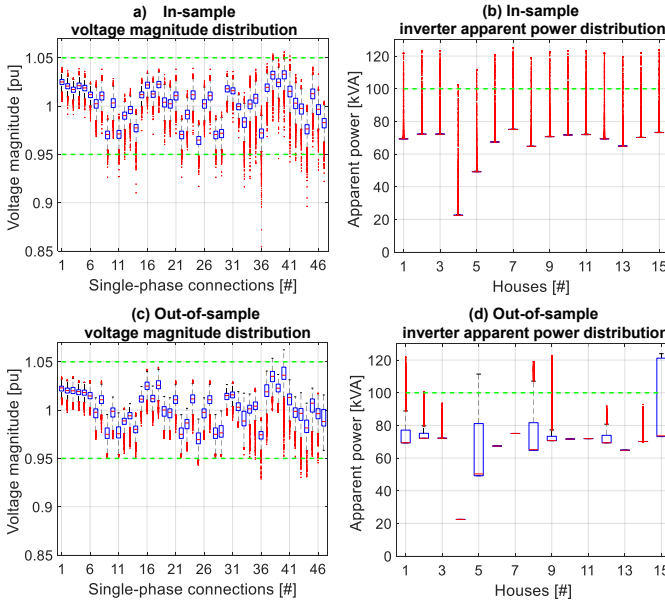 a) In-sample
voltage magnitude distribution
Voltage magnitude [pu]
1.05
1
0.95
0.9
0.85
1 6 11 16 21 26 31 36 41 46
Single-phase connections [#]
(b) In-sample
inverter apparent power distribution
Apparent power [kVA]
120
100
80
60
40
20
0
1 3 5 7 9 11 13 15
Houses [#]
(c) Out-of-sample
voltage magnitude distribution
Voltage magnitude [pu]
1.05
1
0.95
0.9
0.85
1 6 11 16 21 26 31 36 41 46
Single-phase connections [#]
(d) Out-of-sample
inverter apparent power distribution
Apparent power [kVA]
120
100
80
60
40
20
0
1 3 5 7 9 11 13 15
Houses [#]